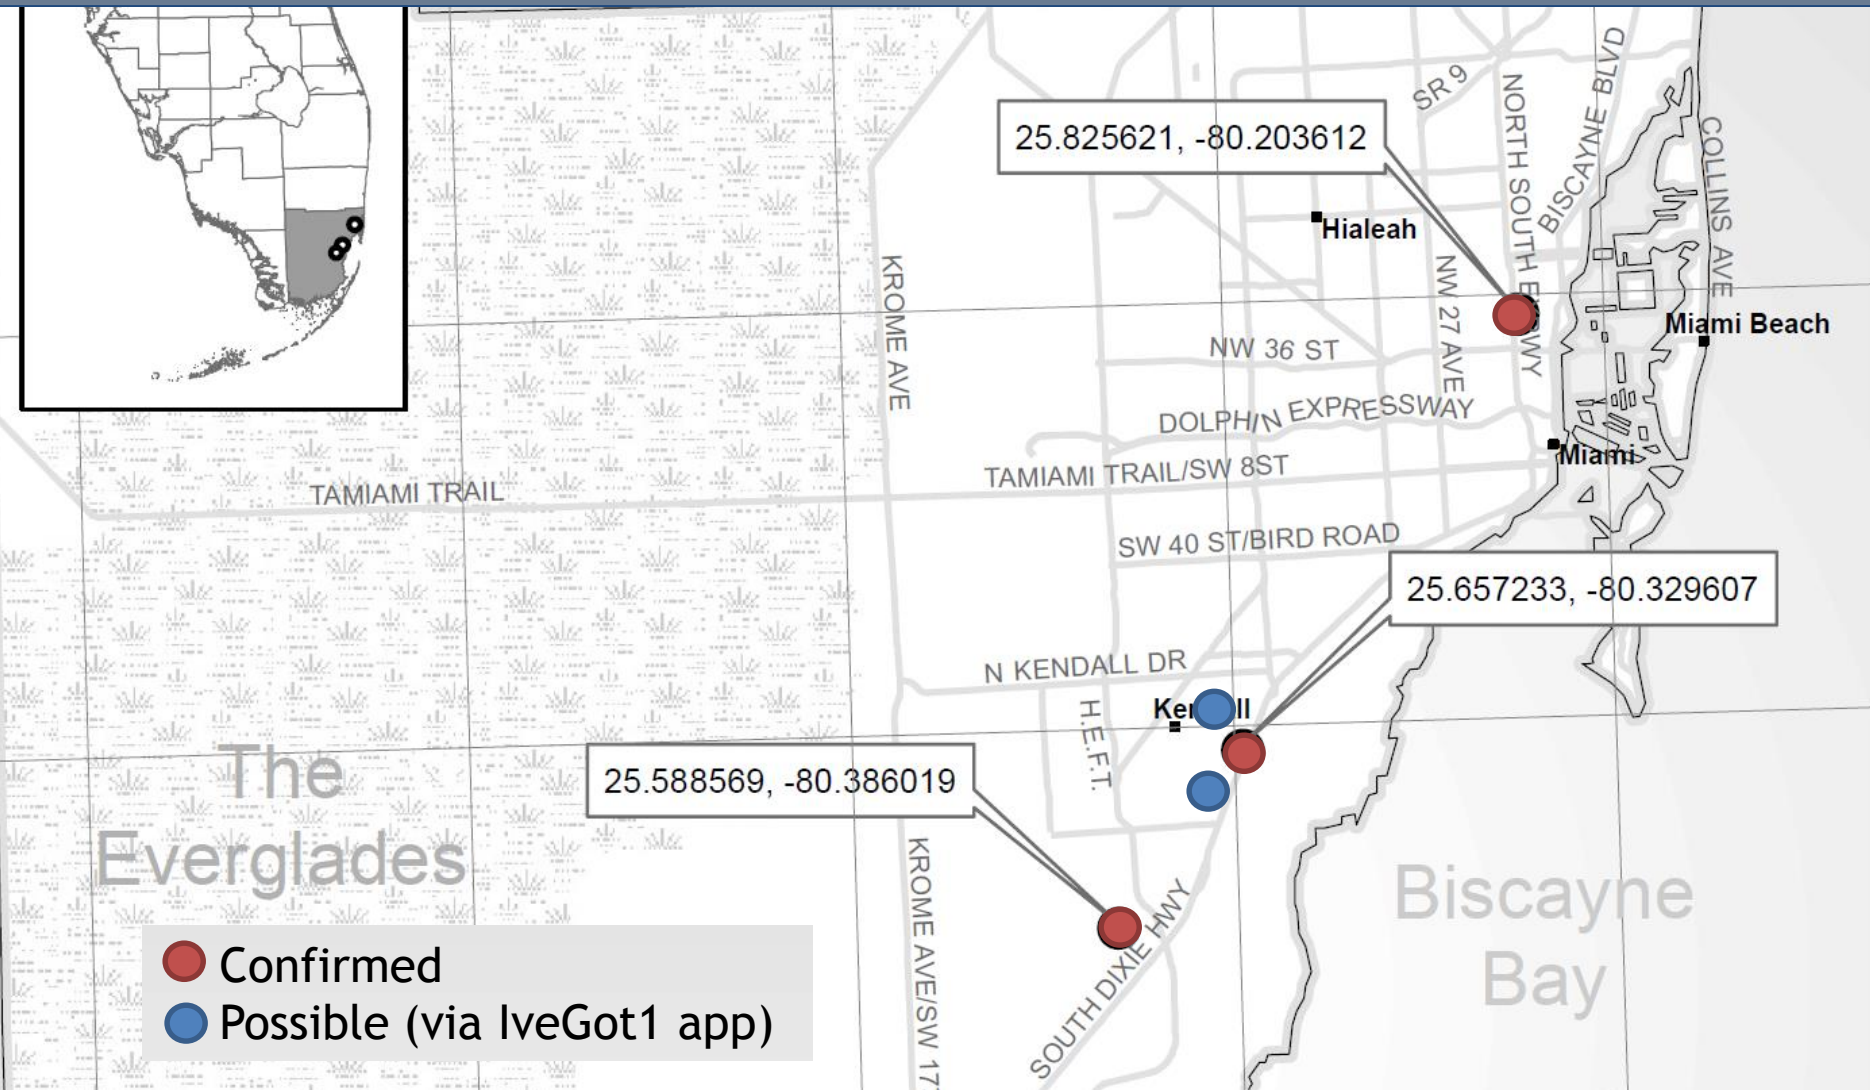 SR 9
NORTH SOUTH EXPWY
BISCAYNE BLVD
COLLINS AVE
25.825621, -80.203612
Hialeah
KROME AVE
NW 27 AVE
Miami Beach
NW 36 ST
DOLPHIN EXPRESSWAY
Miami
TAMIAMI TRAIL/SW 8ST
TAMIAMI TRAIL
SW 40 ST/BIRD ROAD
25.657233, -80.329607
N KENDALL DR
Kendall
H.E.F.T.
25.588569, -80.386019
The
Everglades
KROME AVE/SW 17
SOUTH DIXIE HWY
Biscayne
Bay
Confirmed
Possible (via IveGot1 app)